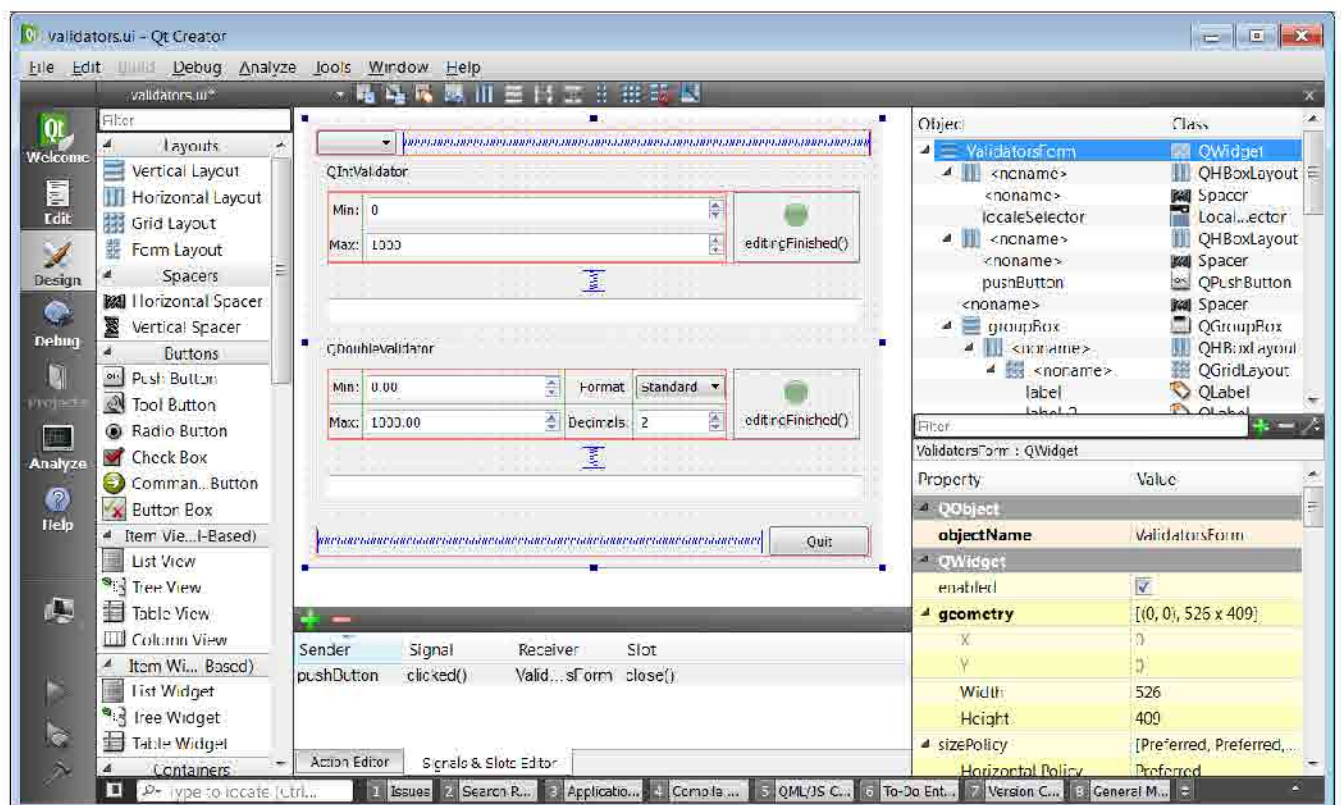 validators.ui - Qt Creator
File Edit Build Debug Analyze Tools Window Help
validators.ui*
Welcome
Edit
Design
Debug
Projects
Analyze
Help
Filter
Layouts
Vertical Layout
Horizontal Layout
Grid Layout
Form Layout
Spacers
Horizontal Spacer
Vertical Spacer
Buttons
Push Button
Tool Button
Radio Button
Check Box
Comman...Button
Button Box
Item Vie...l-Based)
List View
Tree View
Table View
Column View
Item Wi... Based)
List Widget
Tree Widget
Table Widget
Containers
QIntValidator
Min: 0
Max: 1000
editingFinished()
QDoubleValidator
Min: 0.00 Format Standard
Max: 1000.00 Decimals: 2
editingFinished()
Quit
Sender Signal Receiver Slot
pushButton clicked() Valid...sForm close()
Action Editor Signals & Slots Editor
Object Class
ValidatorsForm QWidget
<noname> QHBoxLayout
<noname> Spacer
localeSelector Local...ector
<noname> QHBoxLayout
<noname> Spacer
pushButton QPushButton
<noname> Spacer
groupBox QGroupBox
<noname> QHBoxLayout
<noname> QGridLayout
label QLabel
label_2 QLabel
Filter
ValidatorsForm : QWidget
Property Value
QObject
objectName ValidatorsForm
QWidget
enabled
geometry [(0, 0), 526 x 409]
X 0
Y 0
Width 526
Height 409
sizePolicy [Preferred, Preferred,...
Horizontal Policy Preferred
Type to locate (Ctrl...
1 Issues 2 Search R... 3 Applicatio... 4 Compile ... 5 QML/JS C... 6 To-Do Ent... 7 Version C... 8 General M...